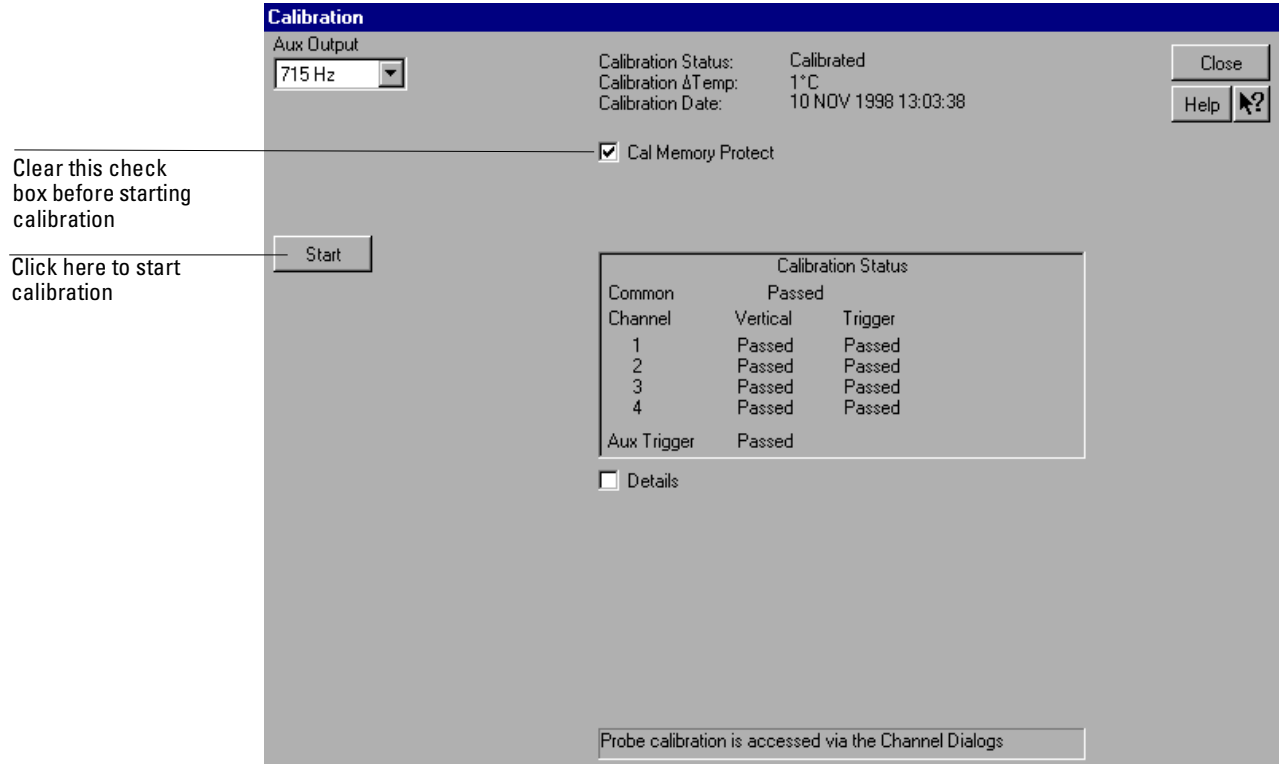 Calibration
Aux Output
715 Hz
Calibration Status: Calibrated
Calibration ΔTemp: 1°C
Calibration Date: 10 NOV 1998 13:03:38
Close
Help
?
Cal Memory Protect
Clear this check
box before starting
calibration
Start
Click here to start
calibration
Calibration Status
Common Passed
Channel Vertical Trigger
1 Passed Passed
2 Passed Passed
3 Passed Passed
4 Passed Passed
Aux Trigger Passed
Details
Probe calibration is accessed via the Channel Dialogs